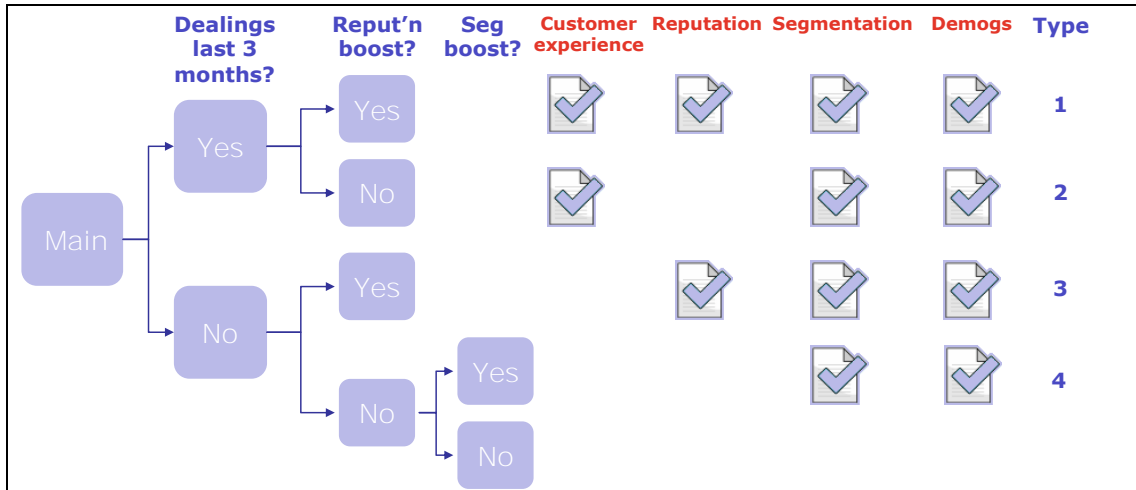 Dealings
last 3
months?
Reput’n
boost?
Seg
boost?
Customer
experience
Reputation
Segmentation
Demogs
Type
Main
Yes
Yes
1
No
2
No
Yes
3
No
Yes
4
No